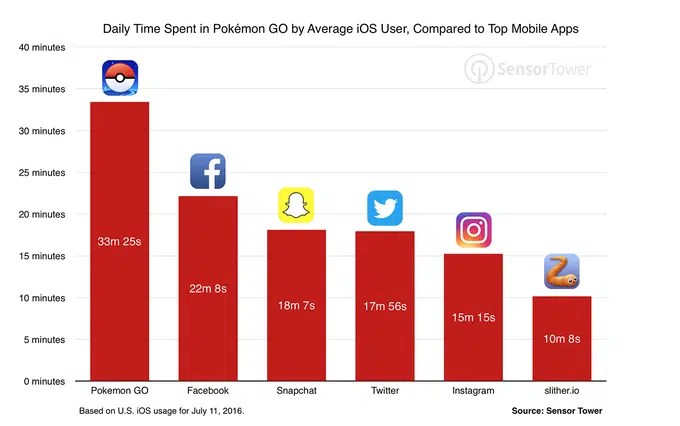 Daily Time Spent in Pokémon GO by Average iOS User, Compared to Top Mobile Apps
40 minutes
SensorTower
35 minutes
30 minutes
25 minutes
20 minutes
15 minutes
10 minutes
5 minutes
0 minutes
33m 25s
22m 8s
18m 7s
17m 56s
15m 15s
10m 8s
Pokemon GO
Facebook
Snapchat
Twitter
Instagram
slither.io
Based on U.S. iOS usage for July 11, 2016.
Source: Sensor Tower